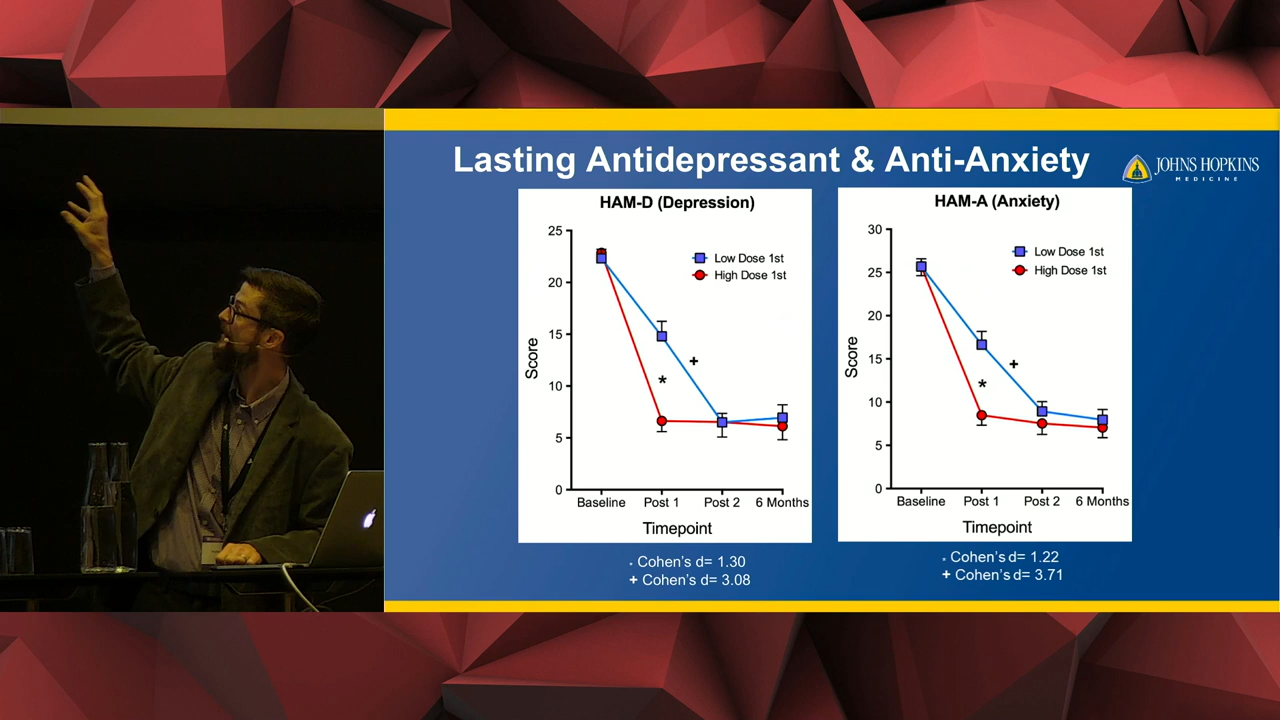 Lasting Antidepressant & Anti-Anxiety
JOHNS HOPKINS
MEDICINE
HAM-D (Depression)
25
20
15
10
5
0
Score
Low Dose 1st
High Dose 1st
*
+
Baseline Post 1 Post 2 6 Months
Timepoint
* Cohen's d= 1.30
+ Cohen's d= 3.08
HAM-A (Anxiety)
30
25
20
15
10
5
0
Score
Low Dose 1st
High Dose 1st
*
+
Baseline Post 1 Post 2 6 Months
Timepoint
* Cohen's d= 1.22
+ Cohen's d= 3.71